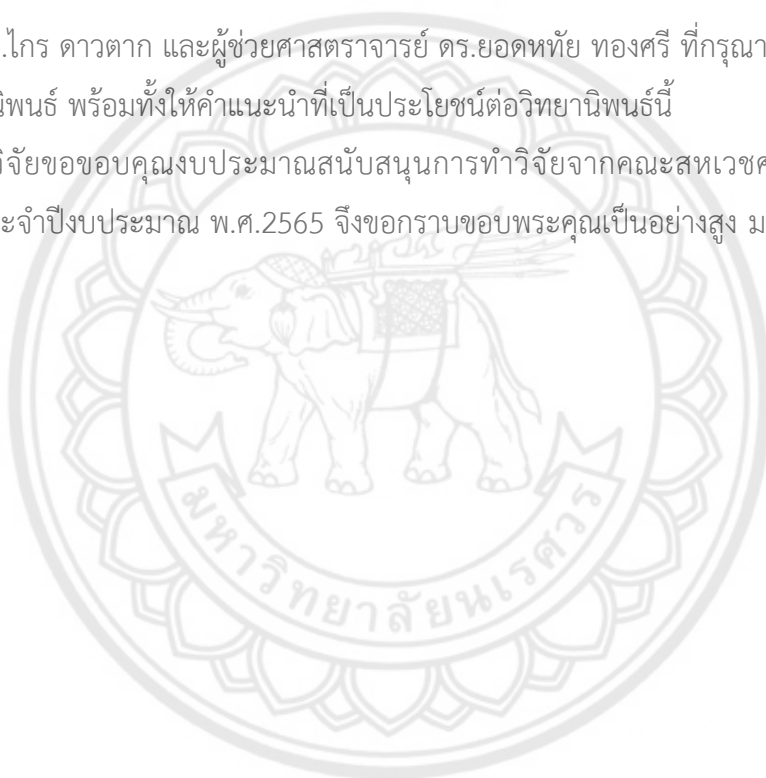 .ไกร ดาวตาก และผู้ช่วยศาสตราจารย์ ดร.ยอดหทัย ทองศรี ที่กรุณา
นิพนธ์ พร้อมทั้งให้คำแนะนำที่เป็นประโยชน์ต่อวิทยานิพนธ์นี้
วิจัยขอขอบคุณงบประมาณสนับสนุนการทำวิจัยจากคณะสหเวชศ
ะจำปีงบประมาณ พ.ศ.2565 จึงขอกราบขอบพระคุณเป็นอย่างสูง ม
มหาวิทยาลัยนเรศวร